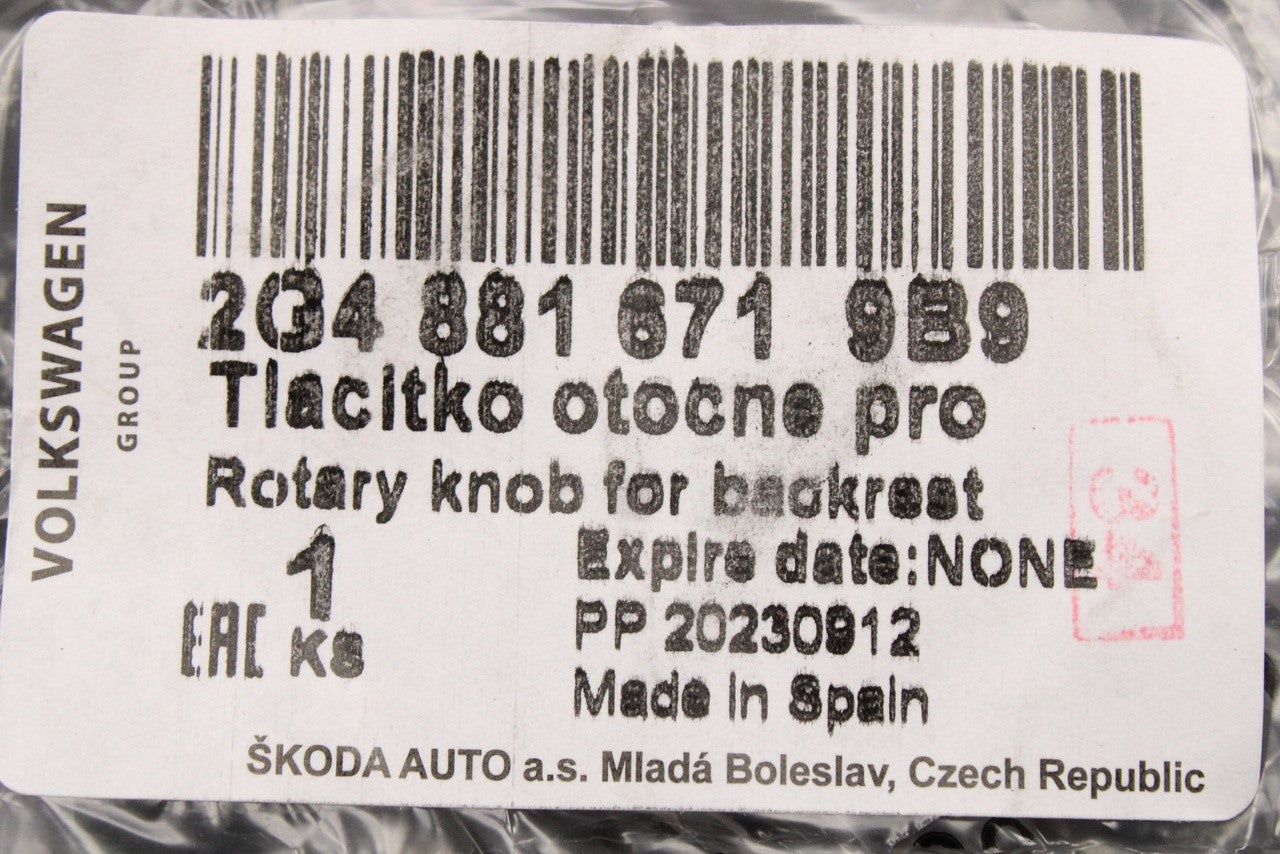 VOLKSWAGEN
GROUP
2G4 881 671 9B9
Tlacitko otocne pro
Rotary knob for backrest
1
EAC ks
Expire date:NONE
PP 20230912
Made in Spain
ŠKODA AUTO a.s. Mladá Boleslav, Czech Republic